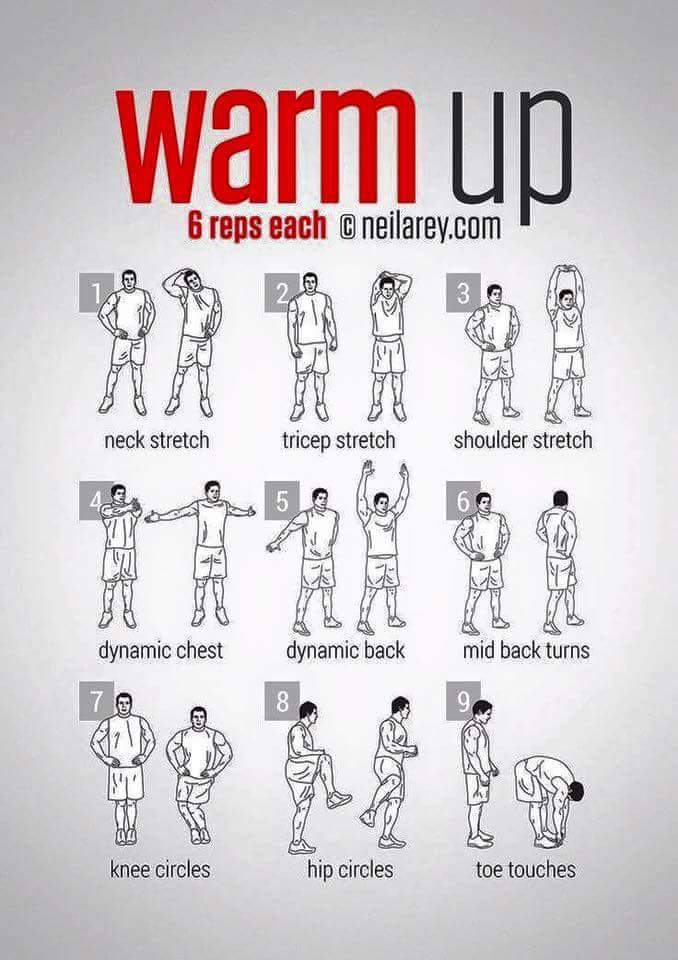 warm up
6 reps each © neilarey.com
1
2
3
neck stretch
tricep stretch
shoulder stretch
4
5
6
dynamic chest
dynamic back
mid back turns
7
8
9
knee circles
hip circles
toe touches